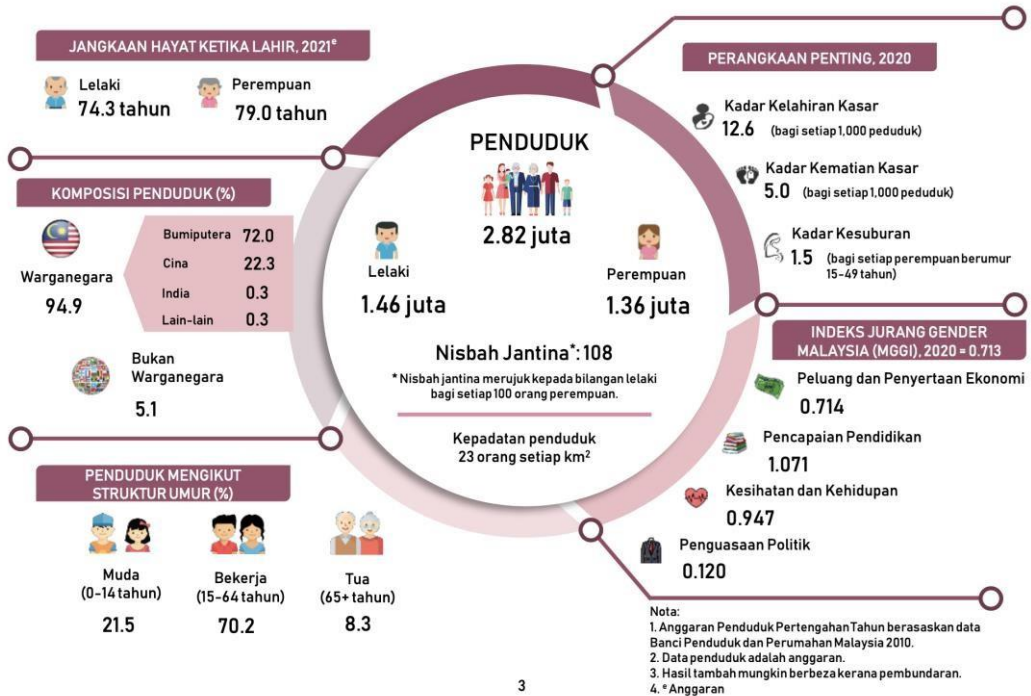 JANGKAAN HAYAT KETIKA LAHIR, 2021ᵉ
Lelaki
74.3 tahun
Perempuan
79.0 tahun
KOMPOSISI PENDUDUK (%)
Warganegara
94.9
Bumiputera 72.0
Cina 22.3
India 0.3
Lain-lain 0.3
Bukan
Warganegara
5.1
PENDUDUK MENGIKUT
STRUKTUR UMUR (%)
Muda
(0-14 tahun)
21.5
Bekerja
(15-64 tahun)
70.2
Tua
(65+ tahun)
8.3
PENDUDUK
2.82 juta
Lelaki
1.46 juta
Perempuan
1.36 juta
Nisbah Jantina*: 108
* Nisbah jantina merujuk kepada bilangan lelaki
bagi setiap 100 orang perempuan.
Kepadatan penduduk
23 orang setiap km²
PERANGKAAN PENTING, 2020
Kadar Kelahiran Kasar
12.6 (bagi setiap 1,000 peduduk)
Kadar Kematian Kasar
5.0 (bagi setiap 1,000 peduduk)
Kadar Kesuburan
1.5 (bagi setiap perempuan berumur
15-49 tahun)
INDEKS JURANG GENDER
MALAYSIA (MGGI), 2020 = 0.713
Peluang dan Penyertaan Ekonomi
0.714
Pencapaian Pendidikan
1.071
Kesihatan dan Kehidupan
0.947
Penguasaan Politik
0.120
Nota:
1. Anggaran Penduduk Pertengahan Tahun berasaskan data
Banci Penduduk dan Perumahan Malaysia 2010.
2. Data penduduk adalah anggaran.
3. Hasil tambah mungkin berbeza kerana pembundaran.
4. ᵉ Anggaran
3